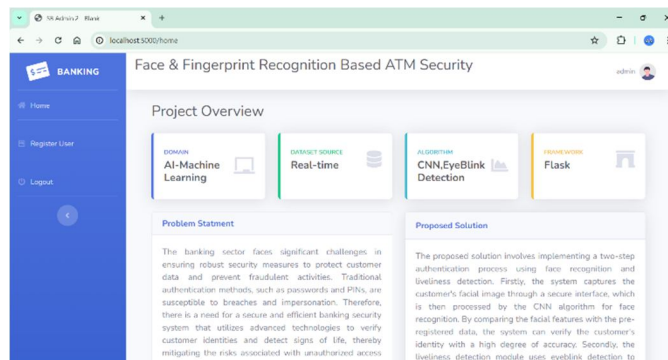 SB Admin 2 - Blank
localhost:5000/home
BANKING
Face & Fingerprint Recognition Based ATM Security
admin
Home
Register User
Logout
Project Overview
DOMAIN
AI-Machine
Learning
DATASET SOURCE
Real-time
ALGORITHM
CNN,EyeBlink
Detection
FRAMEWORK
Flask
Problem Statment
The banking sector faces significant challenges in
ensuring robust security measures to protect customer
data and prevent fraudulent activities. Traditional
authentication methods, such as passwords and PINs, are
susceptible to breaches and impersonation. Therefore,
there is a need for a secure and efficient banking security
system that utilizes advanced technologies to verify
customer identities and detect signs of life, thereby
mitigating the risks associated with unauthorized access
Proposed Solution
The proposed solution involves implementing a two-step
authentication process using face recognition and
liveliness detection. Firstly, the system captures the
customer's facial image through a secure interface, which
is then processed by the CNN algorithm for face
recognition. By comparing the facial features with the pre-
registered data, the system can verify the customer's
identity with a high degree of accuracy. Secondly, the
liveliness detection module uses eyeblink detection to